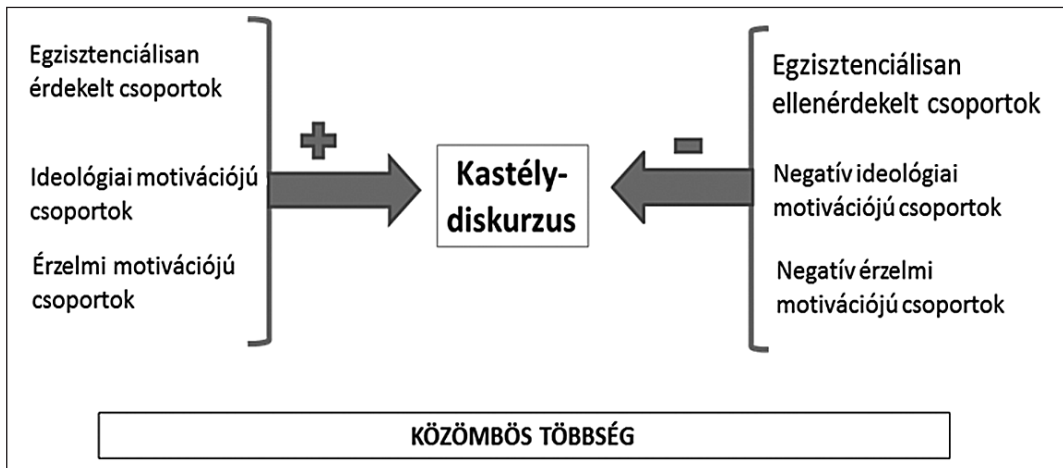 Egzisztenciálisan
érdekelt csoportok
Ideológiai motivációjú
csoportok
Érzelmi motivációjú
csoportok
+
Kastély-
diskurzus
-
Egzisztenciálisan
ellenérdekelt csoportok
Negatív ideológiai
motivációjú csoportok
Negatív érzelmi
motivációjú csoportok
KÖZÖMBÖS TÖBBSÉG